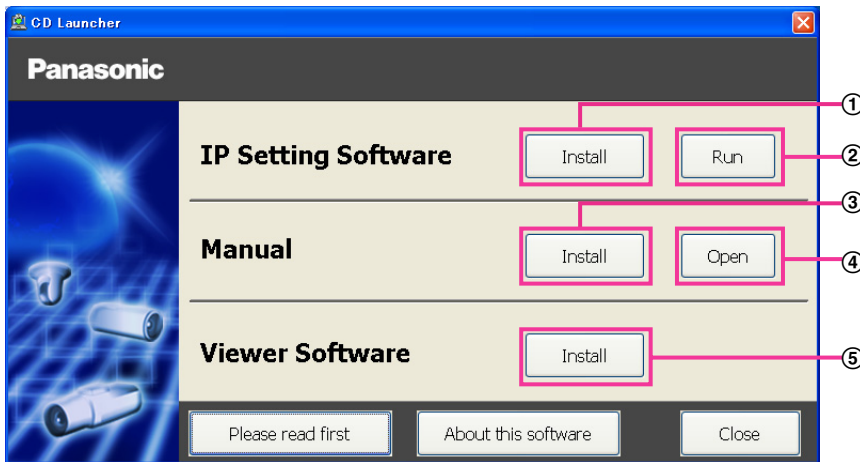 CD Launcher
Panasonic
①
IP Setting Software Install Run ②
③
Manual Install Open ④
Viewer Software Install ⑤
Please read first About this software Close